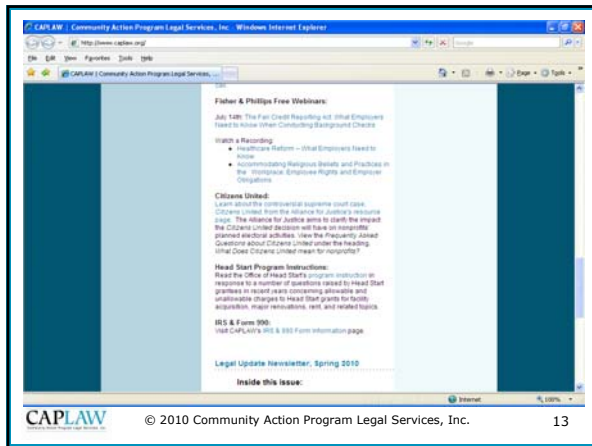 CAPLAW | Community Action Program Legal Services, Inc - Windows Internet Explorer
http://www.caplaw.org/
Google
File Edit View Favorites Tools Help
CAPLAW | Community Action Program Legal Services, ...
Page Tools
Fisher & Phillips Free Webinars:
July 14th: The Fair Credit Reporting Act: What Employers
Need to Know When Conducting Background Checks
Watch a Recording:
Healthcare Reform – What Employers Need to
Know
Accommodating Religious Beliefs and Practices in
the Workplace: Employee Rights and Employer
Obligations
Citizens United:
Learn about the controversial supreme court case,
Citizens United from the Alliance for Justice's resource
page. The Alliance for Justice aims to clarify the impact
the Citizens United decision will have on nonprofits'
planned electoral activities. View the Frequently Asked
Questions about Citizens United under the heading,
What Does Citizens United mean for nonprofits?
Head Start Program Instructions:
Read the Office of Head Start's program instruction in
response to a number of questions raised by Head Start
grantees in recent years concerning allowable and
unallowable charges to Head Start grants for facility
acquisition, major renovations, rent, and related topics.
IRS & Form 990:
Visit CAPLAW's IRS & 990 Form Information page.
Legal Update Newsletter, Spring 2010
Inside this issue:
Internet 100%
CAPLAW
© 2010 Community Action Program Legal Services, Inc. 13